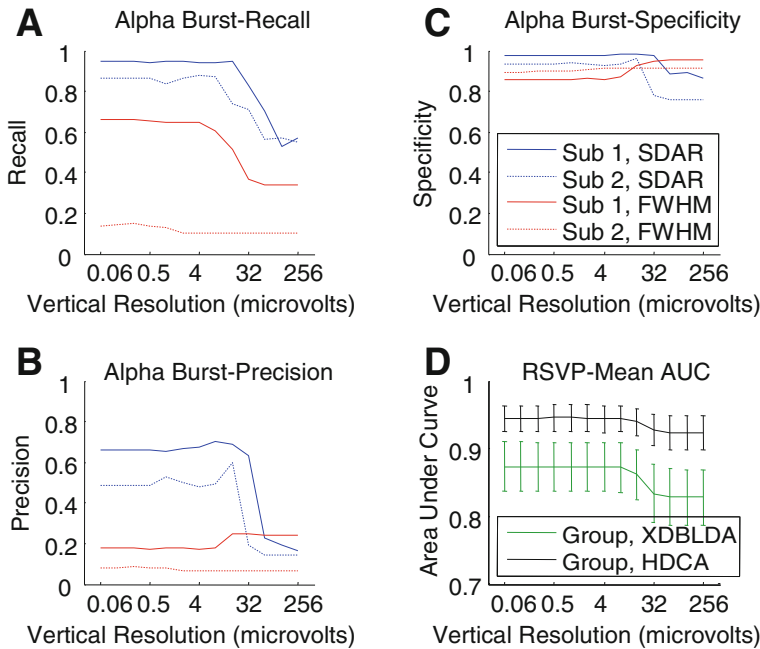 A
Alpha Burst-Recall
1
0.8
0.6
0.4
0.2
0
Recall
0.06 0.5 4 32 256
Vertical Resolution (microvolts)
C
Alpha Burst-Specificity
1
0.8
0.6
0.4
0.2
0
Specificity
Sub 1, SDAR
Sub 2, SDAR
Sub 1, FWHM
Sub 2, FWHM
0.06 0.5 4 32 256
Vertical Resolution (microvolts)
B
Alpha Burst-Precision
1
0.8
0.6
0.4
0.2
0
Precision
0.06 0.5 4 32 256
Vertical Resolution (microvolts)
D
RSVP-Mean AUC
1
0.9
0.8
0.7
Area Under Curve
Group, XDBLDA
Group, HDCA
0.06 0.5 4 32 256
Vertical Resolution (microvolts)